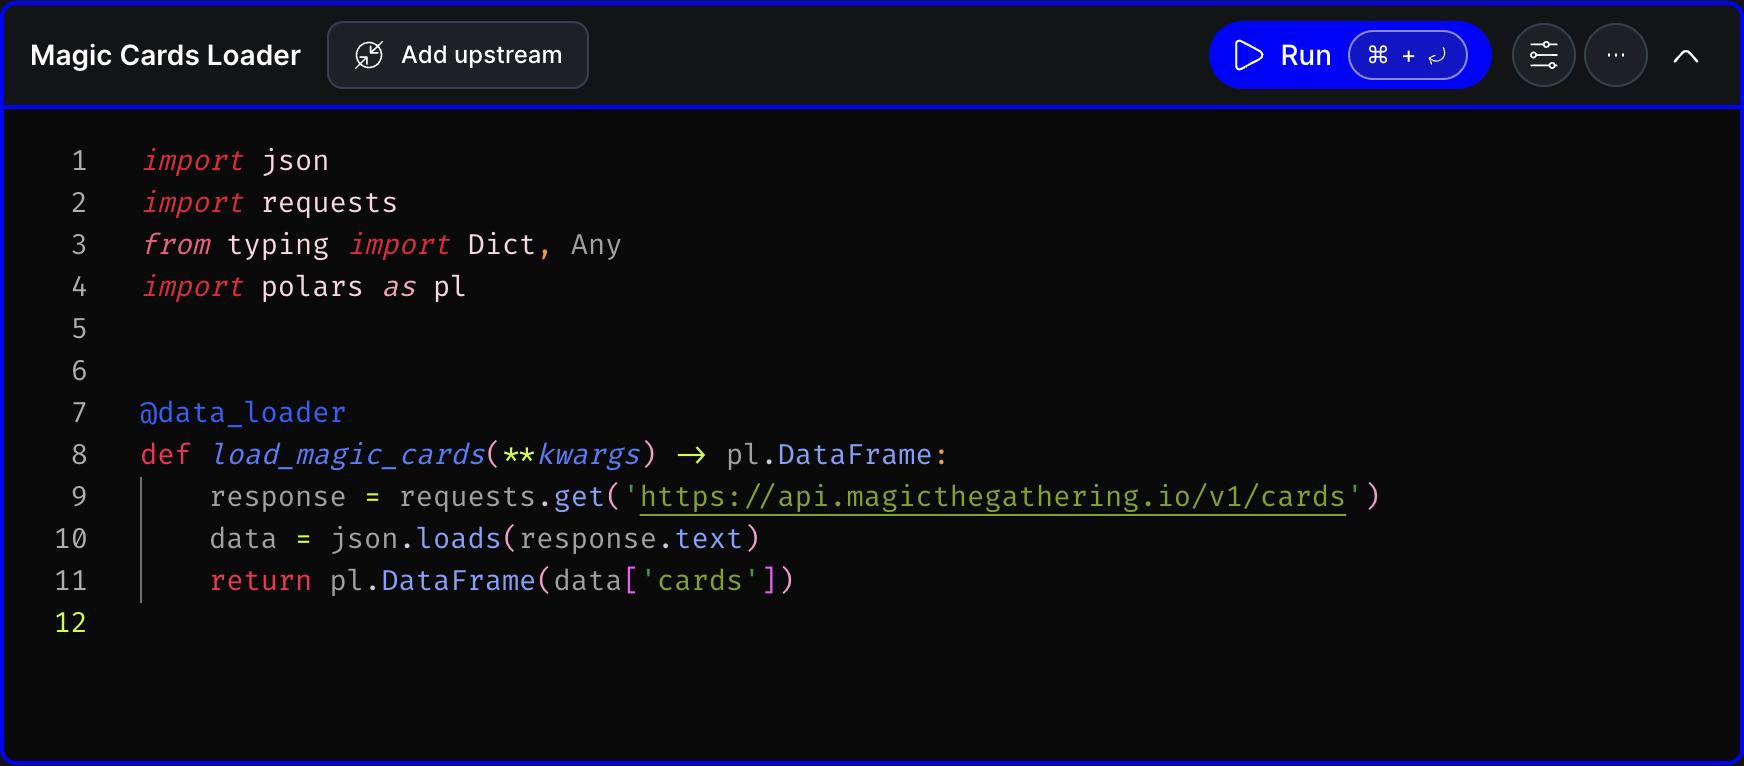 Magic Cards Loader Add upstream Run ⌘ + ⤶ ···
1 import json
2 import requests
3 from typing import Dict, Any
4 import polars as pl
5
6
7 @data_loader
8 def load_magic_cards(**kwargs) -> pl.DataFrame:
9     response = requests.get('https://api.magicthegathering.io/v1/cards')
10     data = json.loads(response.text)
11     return pl.DataFrame(data['cards'])
12